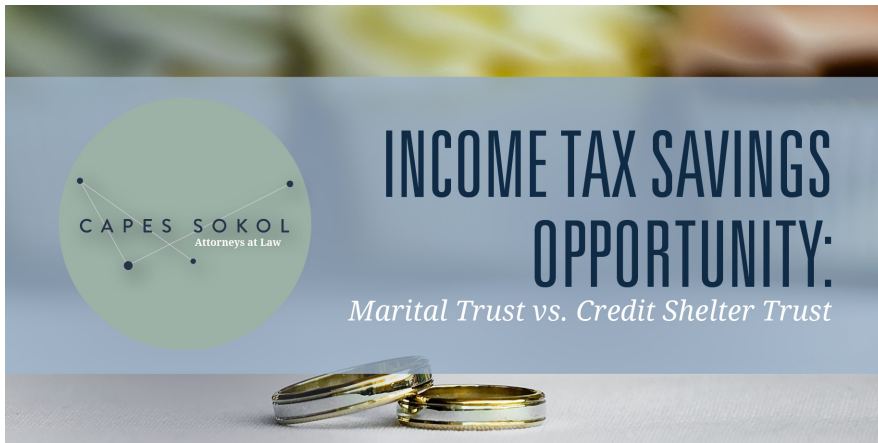 CAPES SOKOL
Attorneys at Law
INCOME TAX SAVINGS
OPPORTUNITY:
Marital Trust vs. Credit Shelter Trust